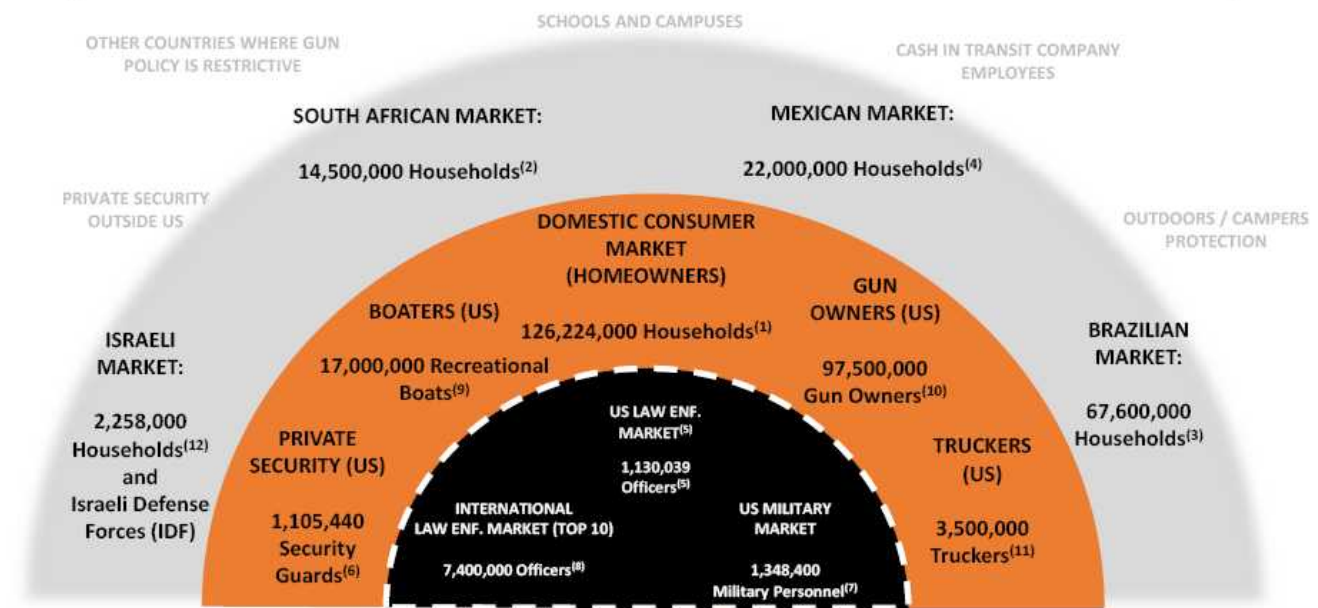 SCHOOLS AND CAMPUSES
OTHER COUNTRIES WHERE GUN
POLICY IS RESTRICTIVE
CASH IN TRANSIT COMPANY
EMPLOYEES
SOUTH AFRICAN MARKET:
14,500,000 Households(2)
MEXICAN MARKET:
22,000,000 Households(4)
PRIVATE SECURITY
OUTSIDE US
OUTDOORS / CAMPERS
PROTECTION
DOMESTIC CONSUMER
MARKET
(HOMEOWNERS)
126,224,000 Households(1)
BOATERS (US)
17,000,000 Recreational
Boats(9)
GUN
OWNERS (US)
97,500,000
Gun Owners(10)
ISRAELI
MARKET:
2,258,000
Households(12)
and
Israeli Defense
Forces (IDF)
BRAZILIAN
MARKET:
67,600,000
Households(3)
PRIVATE
SECURITY (US)
1,105,440
Security
Guards(6)
US LAW ENF.
MARKET(5)
1,130,039
Officers(5)
TRUCKERS
(US)
3,500,000
Truckers(11)
INTERNATIONAL
LAW ENF. MARKET (TOP 10)
7,400,000 Officers(8)
US MILITARY
MARKET
1,348,400
Military Personnel(7)